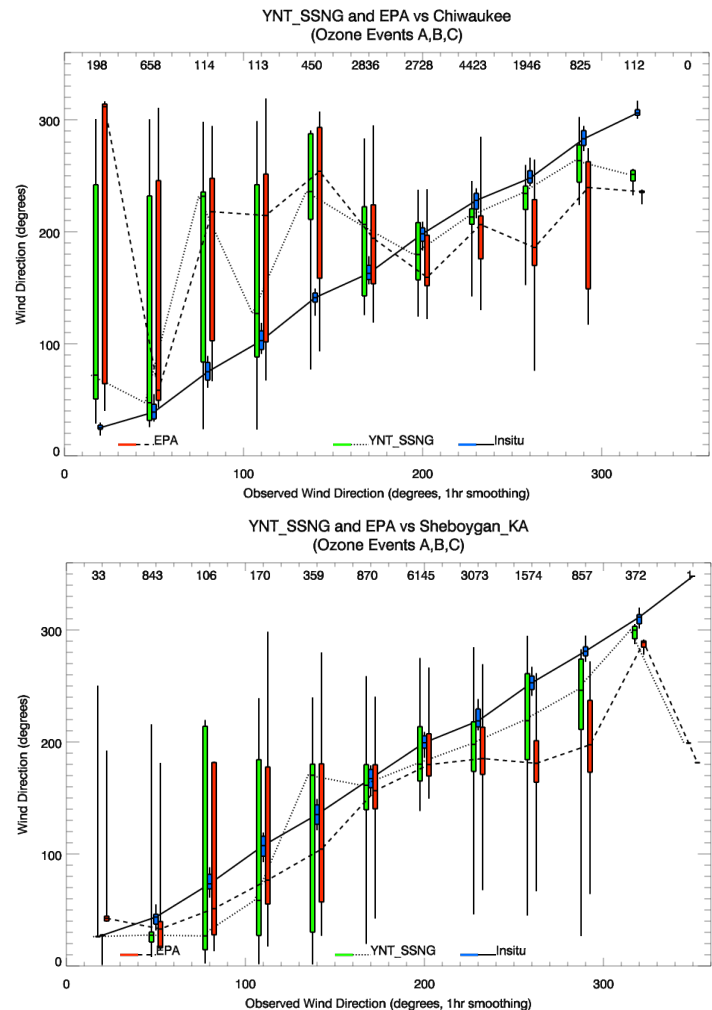 YNT_SSNG and EPA vs Chiwaukee
(Ozone Events A,B,C)
198 658 114 113 450 2836 2728 4423 1946 825 112 0
300
200
100
0
Wind Direction (degrees)
EPA YNT_SSNG Insitu
0 100 200 300
Observed Wind Direction (degrees, 1hr smoothing)
YNT_SSNG and EPA vs Sheboygan_KA
(Ozone Events A,B,C)
33 843 106 170 359 870 6145 3073 1574 857 372 1
300
200
100
0
Wind Direction (degrees)
EPA YNT_SSNG Insitu
0 100 200 300
Observed Wind Direction (degrees, 1hr smoothing)